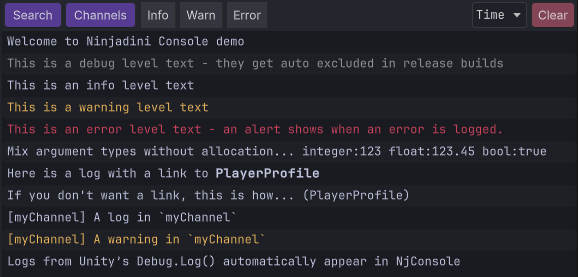 Search Channels Info Warn Error Time Clear
Welcome to Ninjadini Console demo
This is a debug level text - they get auto excluded in release builds
This is an info level text
This is a warning level text
This is an error level text - an alert shows when an error is logged.
Mix argument types without allocation... integer:123 float:123.45 bool:true
Here is a log with a link to PlayerProfile
If you don't want a link, this is how... (PlayerProfile)
[myChannel] A log in `myChannel`
[myChannel] A warning in `myChannel`
Logs from Unity's Debug.Log() automatically appear in NjConsole